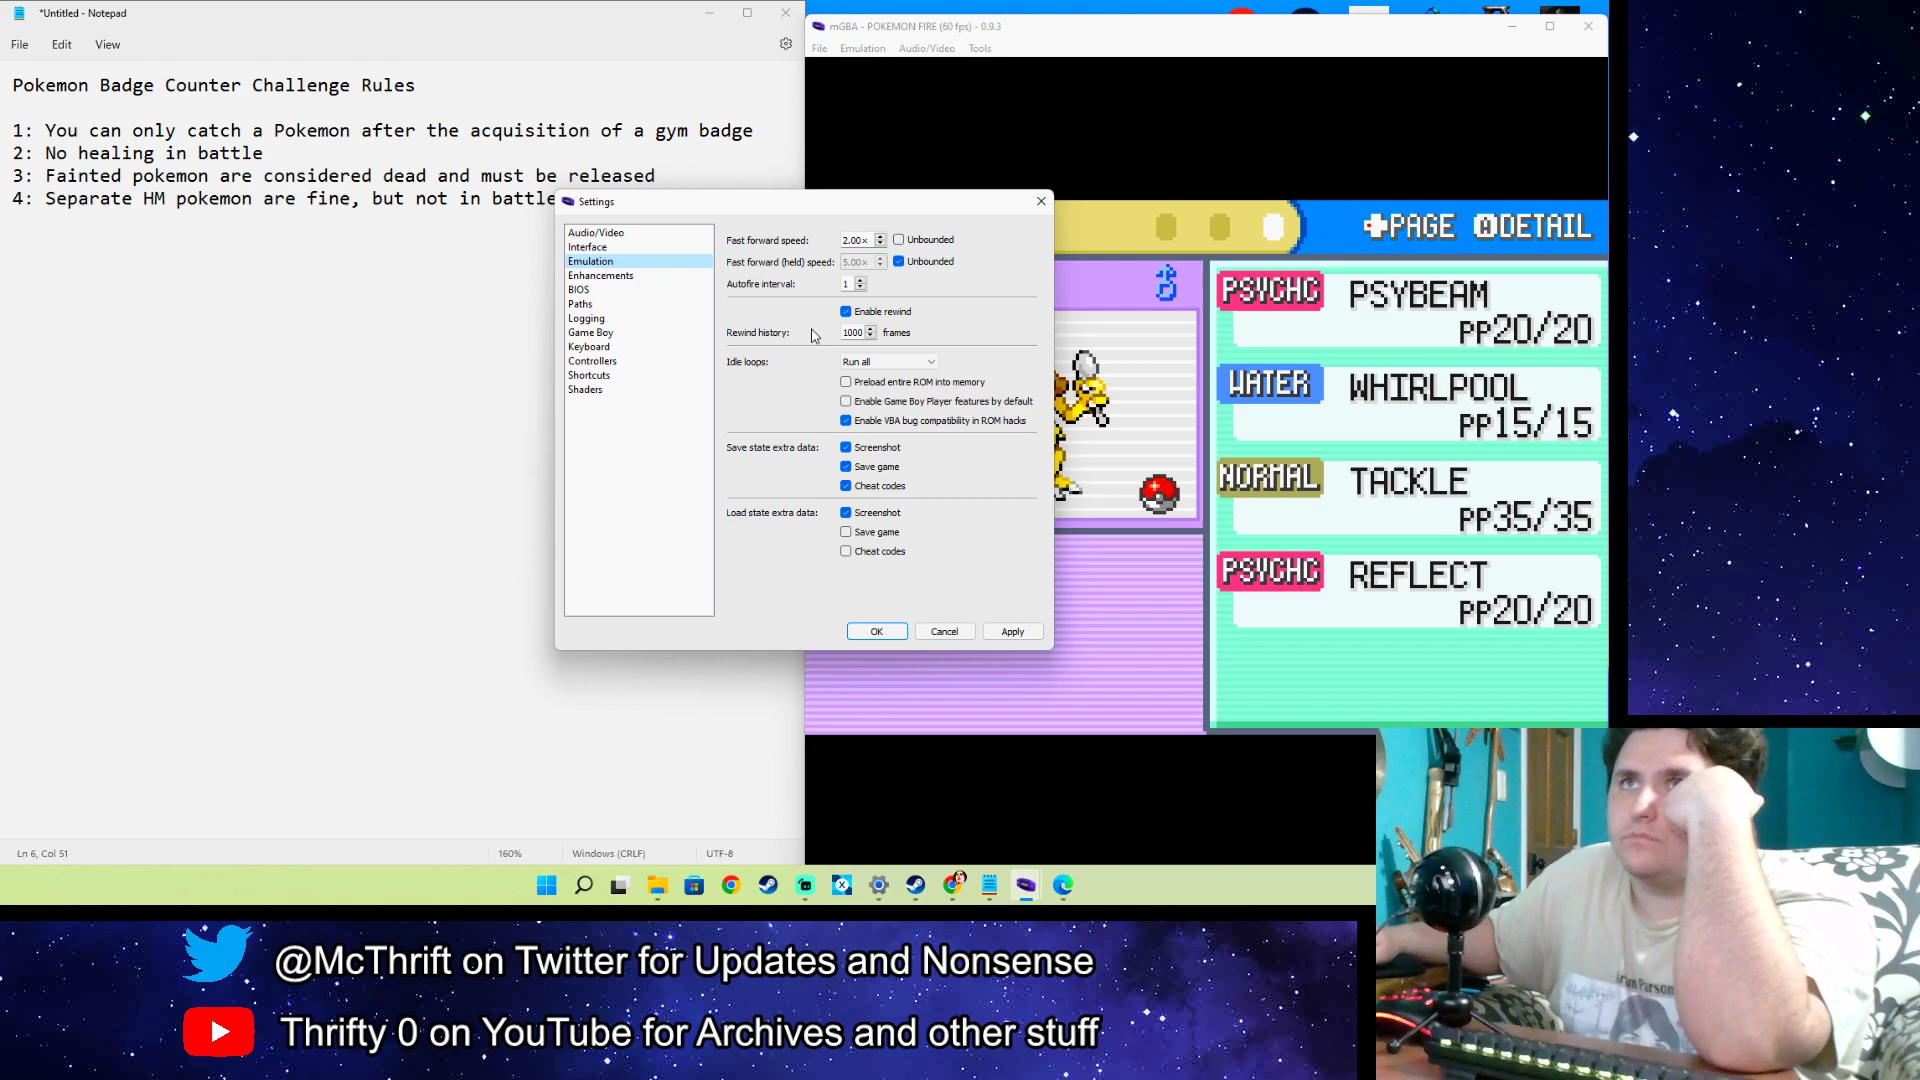 *Untitled - Notepad
File Edit View
Pokemon Badge Counter Challenge Rules
1: You can only catch a Pokemon after the acquisition of a gym badge
2: No healing in battle
3: Fainted pokemon are considered dead and must be released
4: Separate HM pokemon are fine, but not in battle
Ln 6, Col 51 160% Windows (CRLF) UTF-8
mGBA - POKEMON FIRE (60 fps) - 0.9.3
File Emulation Audio/Video Tools
PAGE DETAIL
PSYCHC PSYBEAM
PP20/20
WATER WHIRLPOOL
PP15/15
NORMAL TACKLE
PP35/35
PSYCHC REFLECT
PP20/20
Settings
Audio/Video
Interface
Emulation
Enhancements
BIOS
Paths
Logging
Game Boy
Keyboard
Controllers
Shortcuts
Shaders
Fast forward speed: 2.00× Unbounded
Fast forward (held) speed: 5.00× Unbounded
Autofire interval: 1
Enable rewind
Rewind history: 1000 frames
Idle loops: Run all
Preload entire ROM into memory
Enable Game Boy Player features by default
Enable VBA bug compatibility in ROM hacks
Save state extra data: Screenshot
Save game
Cheat codes
Load state extra data: Screenshot
Save game
Cheat codes
OK Cancel Apply
@McThrift on Twitter for Updates and Nonsense
Thrifty 0 on YouTube for Archives and other stuff